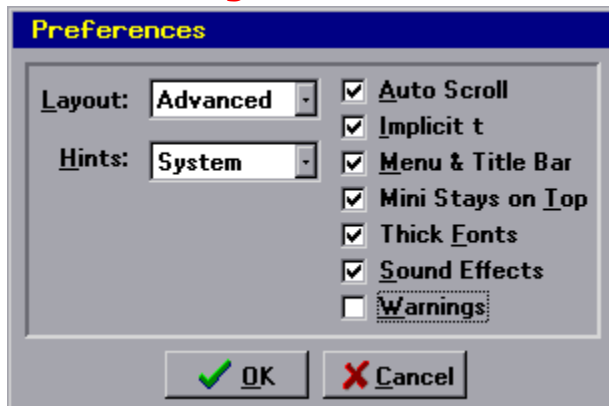 Preferences
Layout: Advanced
Hints: System
Auto Scroll
Implicit t
Menu & Title Bar
Mini Stays on Top
Thick Fonts
Sound Effects
Warnings
OK
Cancel